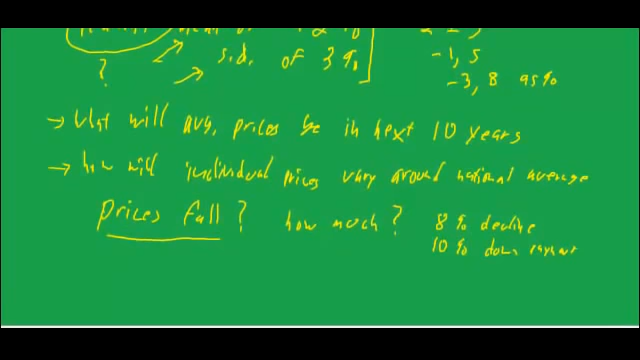 s.d. of 3 %
-1, 5
?
-3, 8 95%
→ What will avg. prices be in next 10 years
→ how will individual prices vary around national average
Prices fall? how much? 8 % decline
10 % down payment